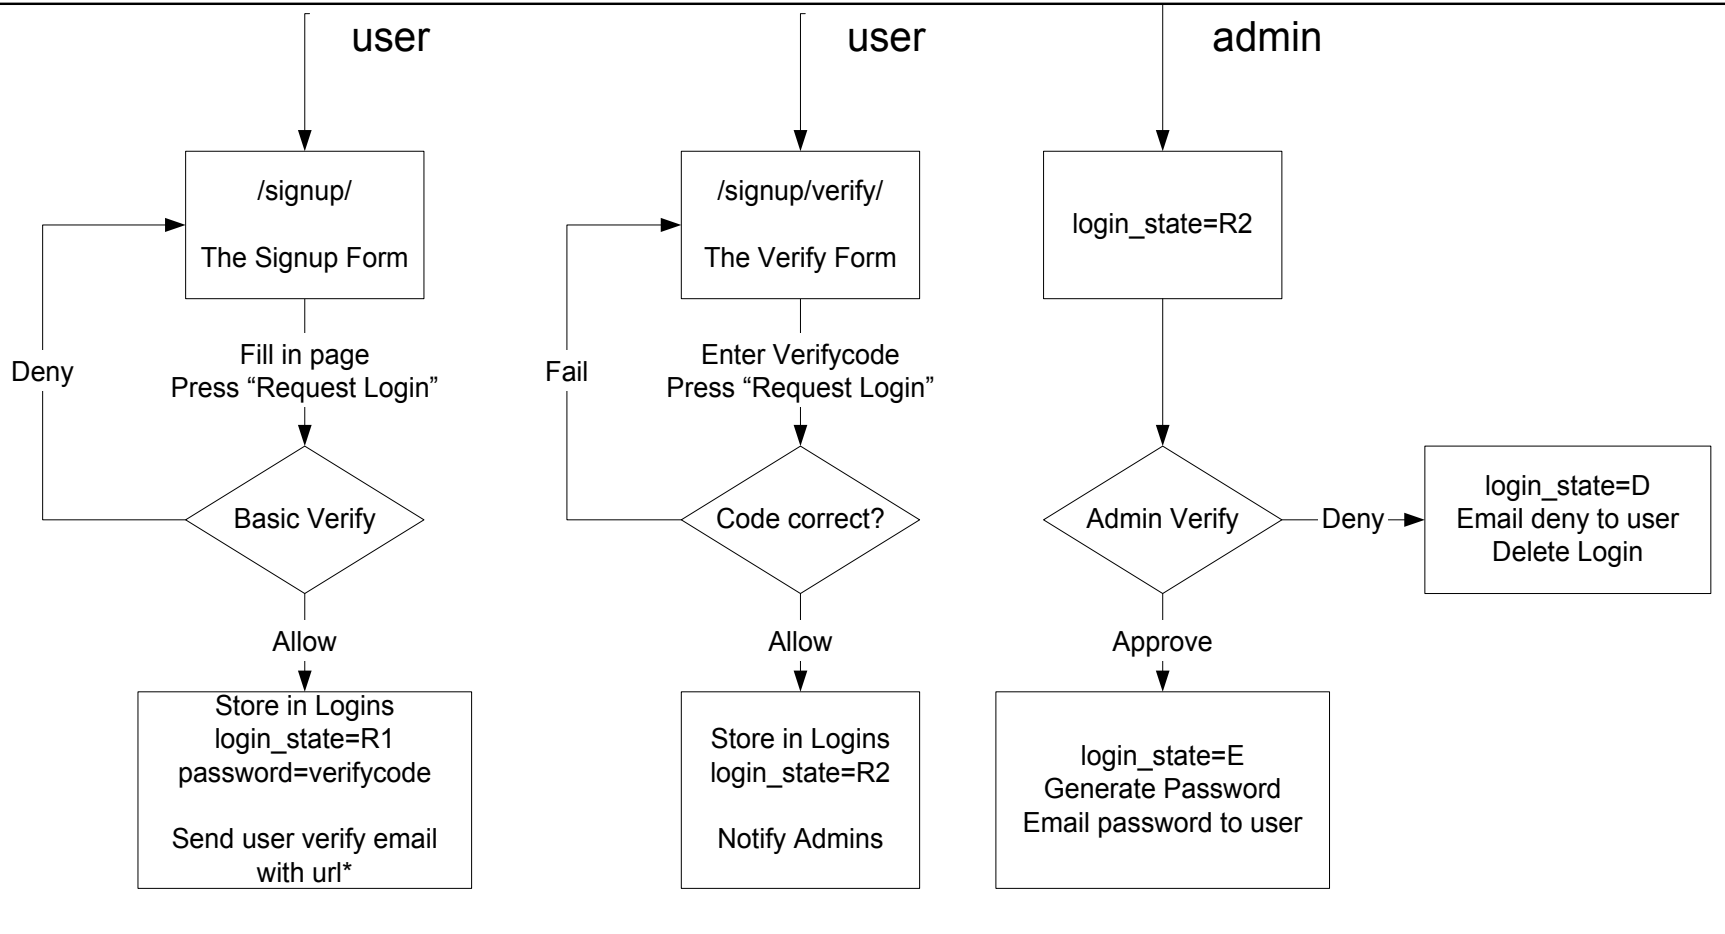 user
/signup/
The Signup Form
Deny
Fill in page
Press “Request Login”
Basic Verify
Allow
Store in Logins
login_state=R1
password=verifycode
Send user verify email
with url*
user
/signup/verify/
The Verify Form
Fail
Enter Verifycode
Press “Request Login”
Code correct?
Allow
Store in Logins
login_state=R2
Notify Admins
admin
login_state=R2
Admin Verify
Deny
login_state=D
Email deny to user
Delete Login
Approve
login_state=E
Generate Password
Email password to user